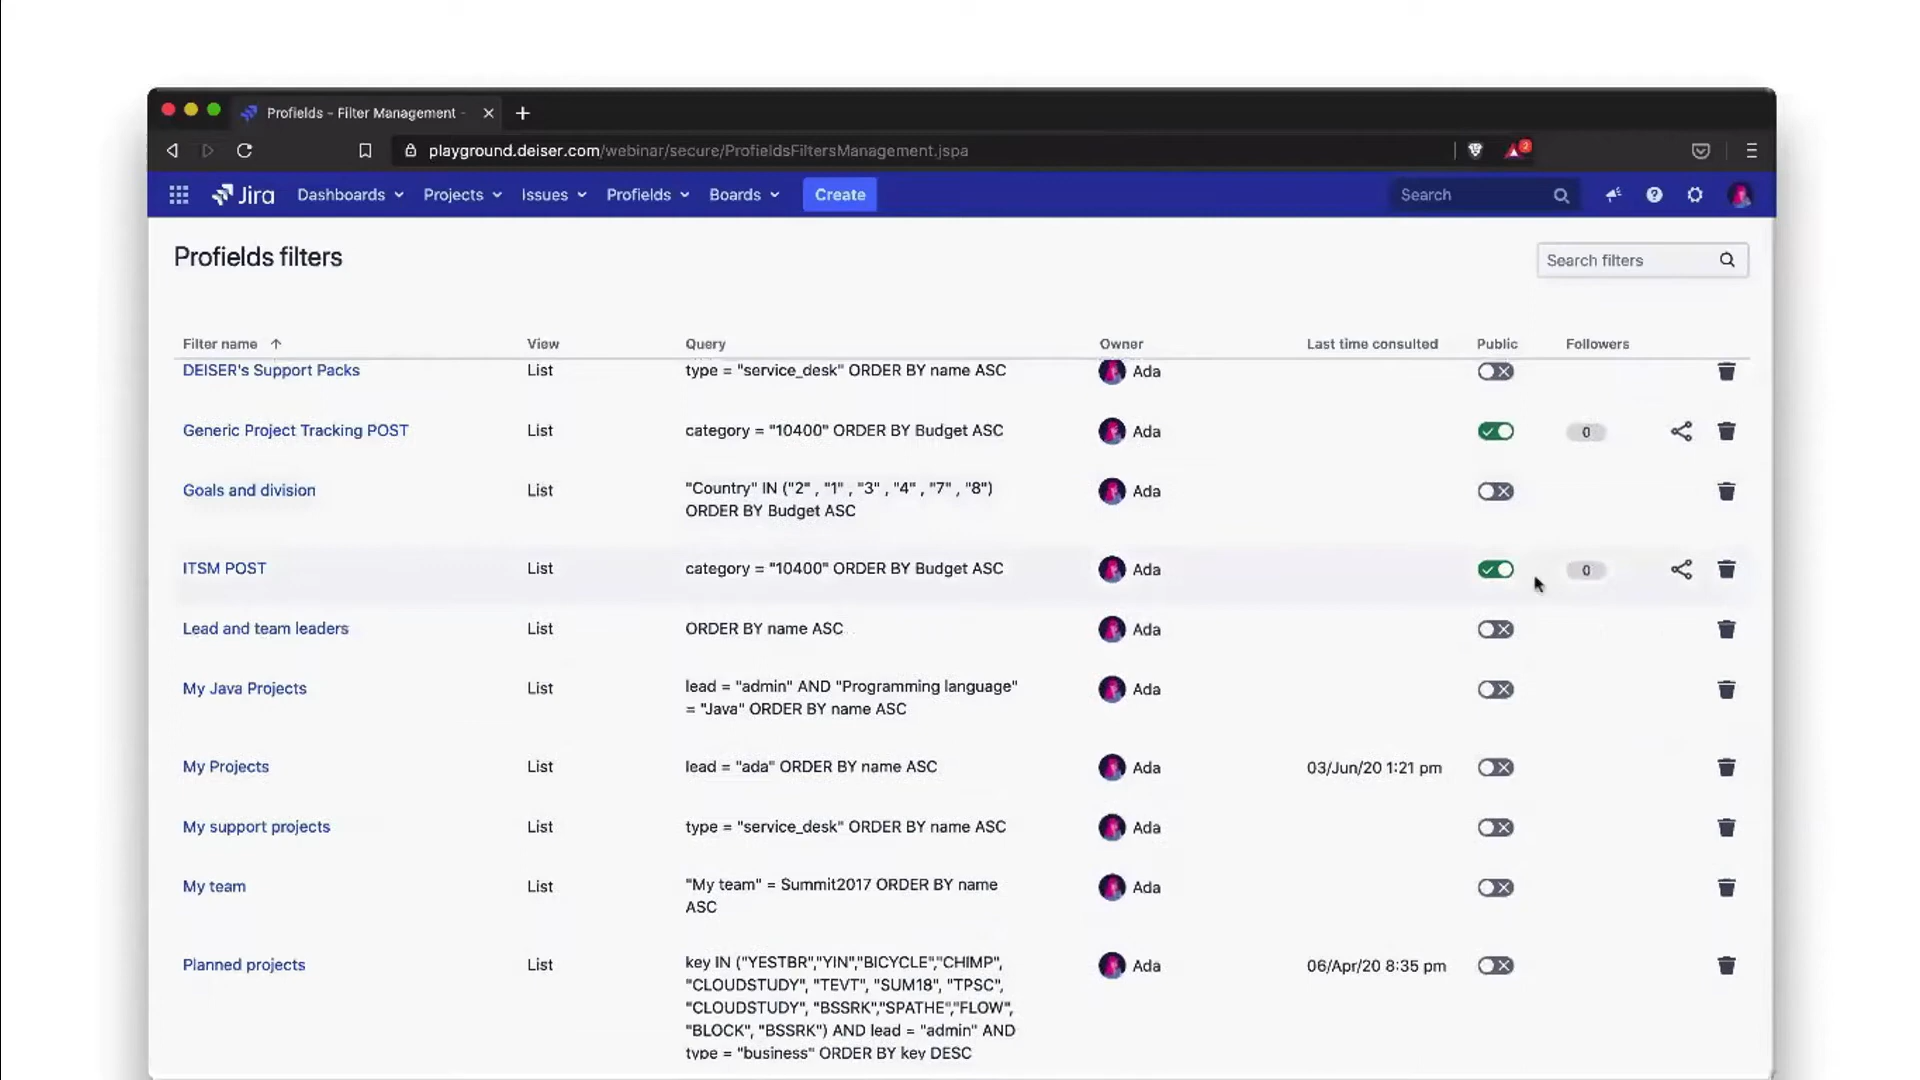 Profields - Filter Management -
playground.deiser.com/webinar/secure/ProfieldsFiltersManagement.jspa
2
Jira Dashboards Projects Issues Profields Boards Create Search
Profields filters
Search filters
Filter name View Query Owner Last time consulted Public Followers
DEISER's Support Packs List type = "service_desk" ORDER BY name ASC Ada
Generic Project Tracking POST List category = "10400" ORDER BY Budget ASC Ada 0
Goals and division List "Country" IN ("2" , "1" , "3" , "4" , "7" , "8") Ada
ORDER BY Budget ASC
ITSM POST List category = "10400" ORDER BY Budget ASC Ada 0
Lead and team leaders List ORDER BY name ASC Ada
My Java Projects List lead = "admin" AND "Programming language" Ada
= "Java" ORDER BY name ASC
My Projects List lead = "ada" ORDER BY name ASC Ada 03/Jun/20 1:21 pm
My support projects List type = "service_desk" ORDER BY name ASC Ada
My team List "My team" = Summit2017 ORDER BY name Ada
ASC
Planned projects List key IN ("YESTBR","YIN","BICYCLE","CHIMP", Ada 06/Apr/20 8:35 pm
"CLOUDSTUDY", "TEVT", "SUM18", "TPSC",
"CLOUDSTUDY", "BSSRK","SPATHE","FLOW",
"BLOCK", "BSSRK") AND lead = "admin" AND
type = "business" ORDER BY key DESC